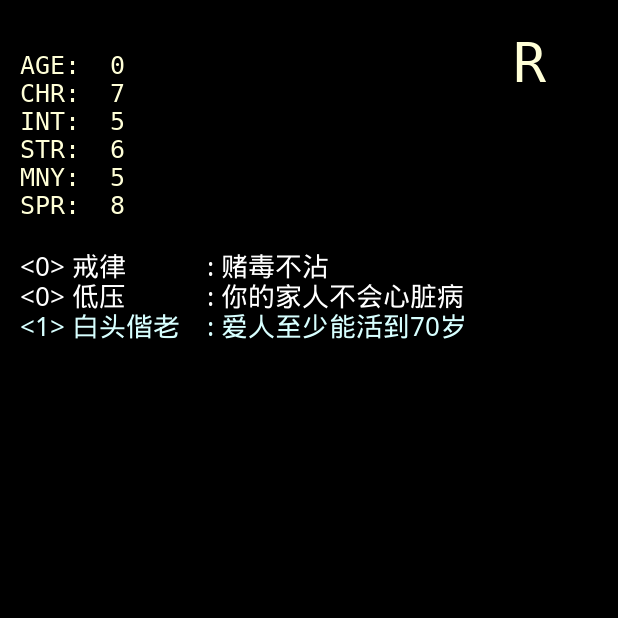 R
AGE: 0
CHR: 7
INT: 5
STR: 6
MNY: 5
SPR: 8
<0> 戒律 : 赌毒不沾
<0> 低压 : 你的家人不会心脏病
<1> 白头偕老 : 爱人至少能活到70岁